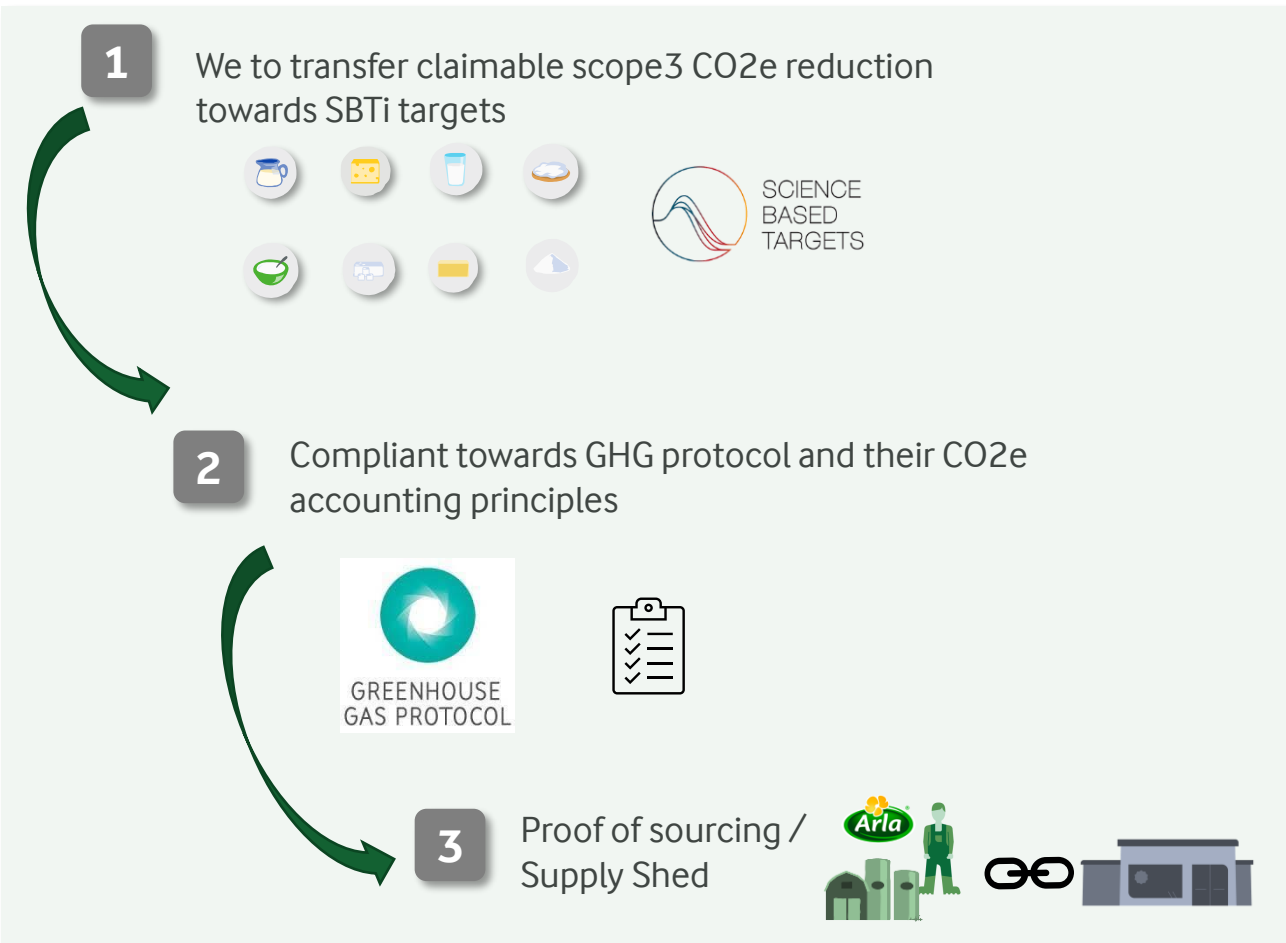 1
We to transfer claimable scope3 CO2e reduction
towards SBTi targets
SCIENCE
BASED
TARGETS
2
Compliant towards GHG protocol and their CO2e
accounting principles
GREENHOUSE
GAS PROTOCOL
3
Proof of sourcing /
Supply Shed
Arla